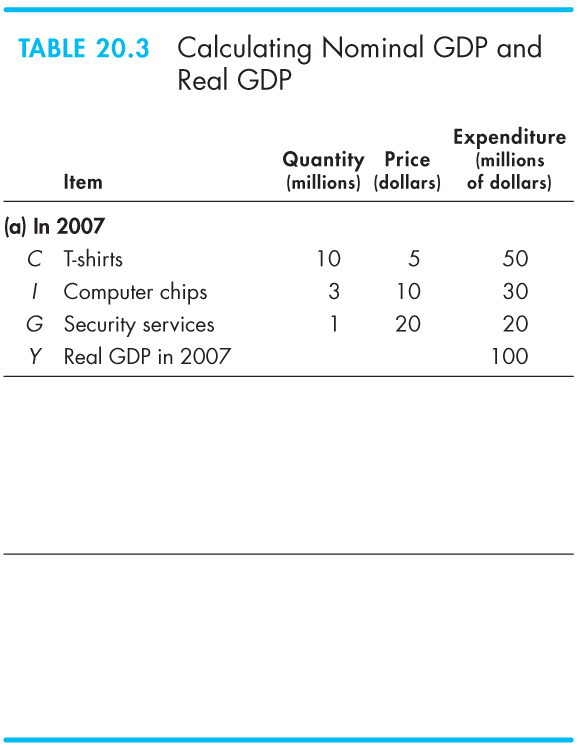 TABLE 20.3 Calculating Nominal GDP and
Real GDP
Expenditure
Quantity Price (millions
Item (millions) (dollars) of dollars)
(a) In 2007
C T-shirts 10 5 50
I Computer chips 3 10 30
G Security services 1 20 20
Y Real GDP in 2007 100